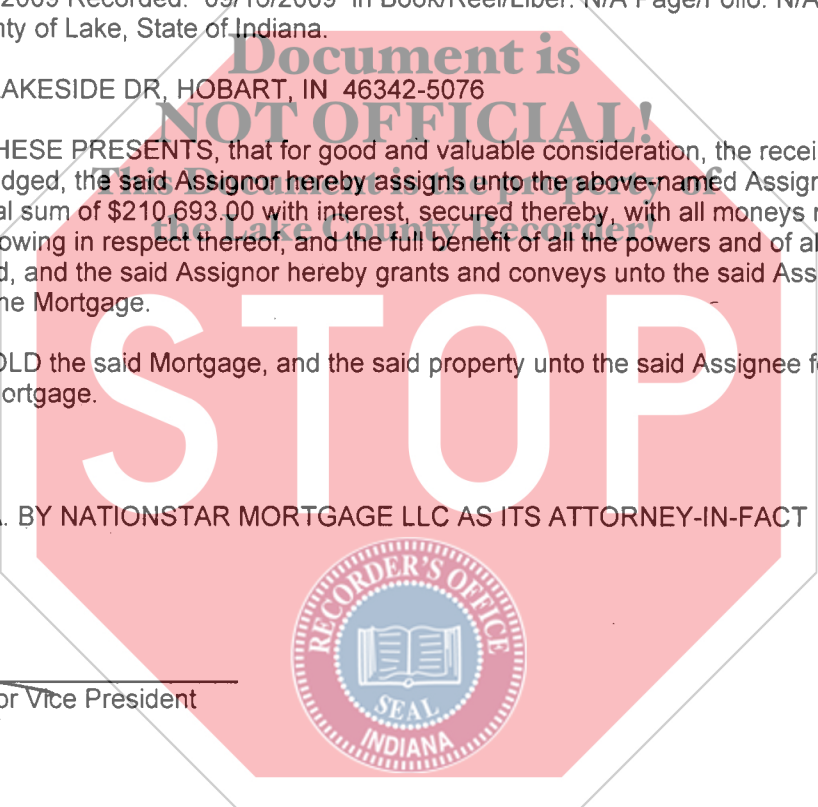 2009 Recorded: 09/10/2009 In Book/Reel/Liber: N/A Page/Folio: N/A
nty of Lake, State of Indiana.
Document is
AKESIDE DR, HOBART, IN 46342-5076
NOT OFFICIAL!
HESE PRESENTS, that for good and valuable consideration, the recei
This Document is the property of
dged, the said Assignor hereby assigns unto the above-named Assign
al sum of $210,693.00 with interest, secured thereby, with all moneys
the Lake County Recorder!
owing in respect thereof, and the full benefit of all the powers and of al
d, and the said Assignor hereby grants and conveys unto the said Ass
he Mortgage.
STOP
OLD the said Mortgage, and the said property unto the said Assignee f
ortgage.
. BY NATIONSTAR MORTGAGE LLC AS ITS ATTORNEY-IN-FACT
RECORDER'S OFFICE
SEAL
INDIANA
or Vice President